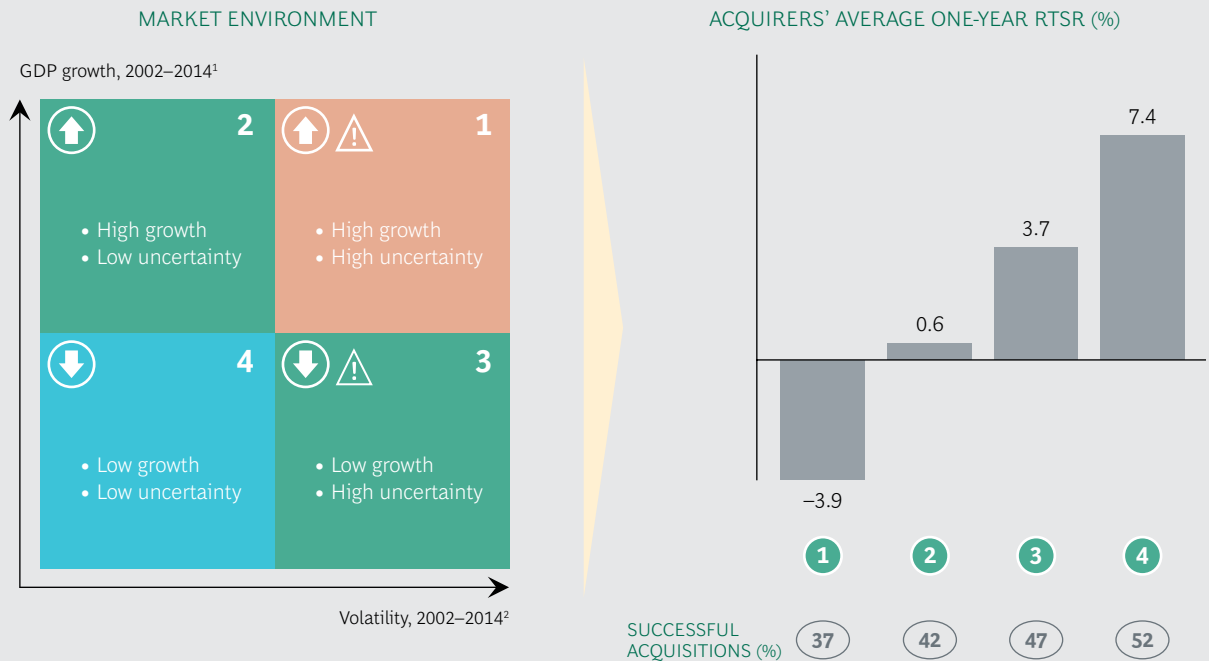 MARKET ENVIRONMENT
GDP growth, 2002–2014¹
2
• High growth
• Low uncertainty
1
• High growth
• High uncertainty
4
• Low growth
• Low uncertainty
3
• Low growth
• High uncertainty
Volatility, 2002–2014²
ACQUIRERS’ AVERAGE ONE-YEAR RTSR (%)
–3.9
0.6
3.7
7.4
1 2 3 4
SUCCESSFUL
ACQUISITIONS (%)
37 42 47 52